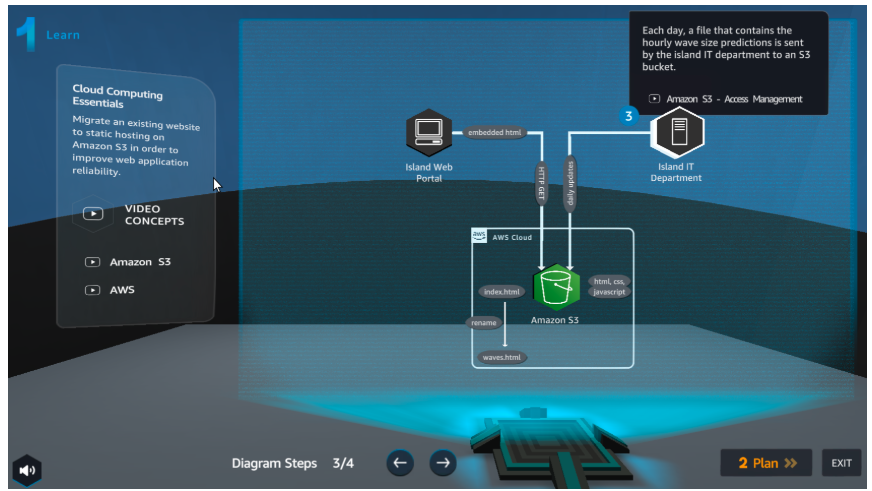 1 Learn
Cloud Computing
Essentials
Migrate an existing website
to static hosting on
Amazon S3 in order to
improve web application
reliability.
VIDEO
CONCEPTS
Amazon S3
AWS
Each day, a file that contains the
hourly wave size predictions is sent
by the island IT department to an S3
bucket.
Amazon S3 - Access Management
3
embedded html
Island Web
Portal
Island IT
Department
HTTP GET
daily updates
aws
AWS Cloud
index.html
html, css,
javascript
Amazon S3
rename
waves.html
Diagram Steps 3/4
2 Plan
EXIT